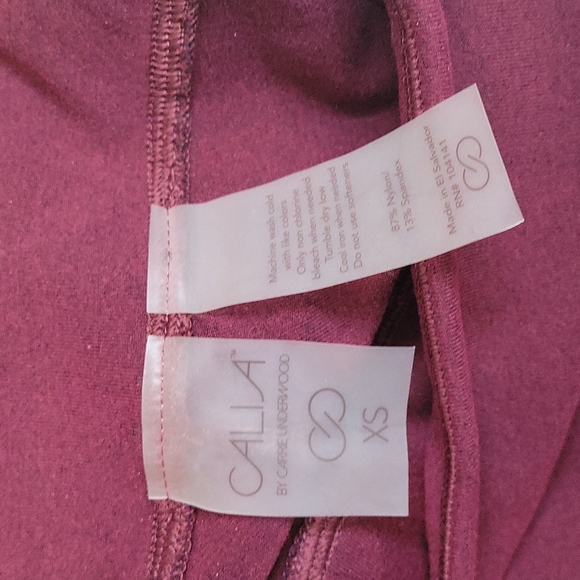 Machine wash cold
with like colors
Only non chlorine
bleach when needed
Tumble dry low
Cool iron when needed
Do not use softeners
87% Nylon/
13% Spandex
Made in El Salvador
RN# 104141
CALIA™
BY CARRIE UNDERWOOD
XS